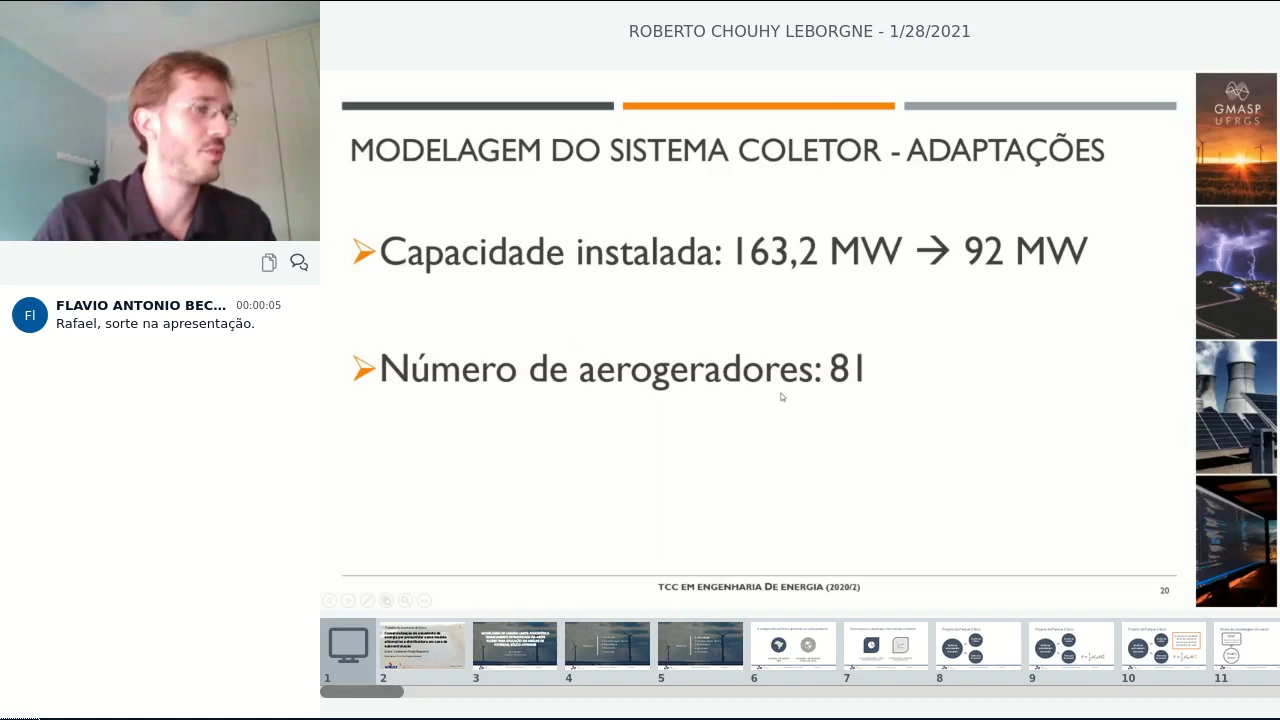 ROBERTO CHOUHY LEBORGNE - 1/28/2021
GMASP
UFRGS
MODELAGEM DO SISTEMA COLETOR - ADAPTAÇÕES
➢Capacidade instalada: 163,2 MW → 92 MW
➢Número de aerogeradores: 81
TCC EM ENGENHARIA DE ENERGIA (2020/2)
20
Fl
FLAVIO ANTONIO BEC... 00:00:05
Rafael, sorte na apresentação.
1 2 3 4 5 6 7 8 9 10 11